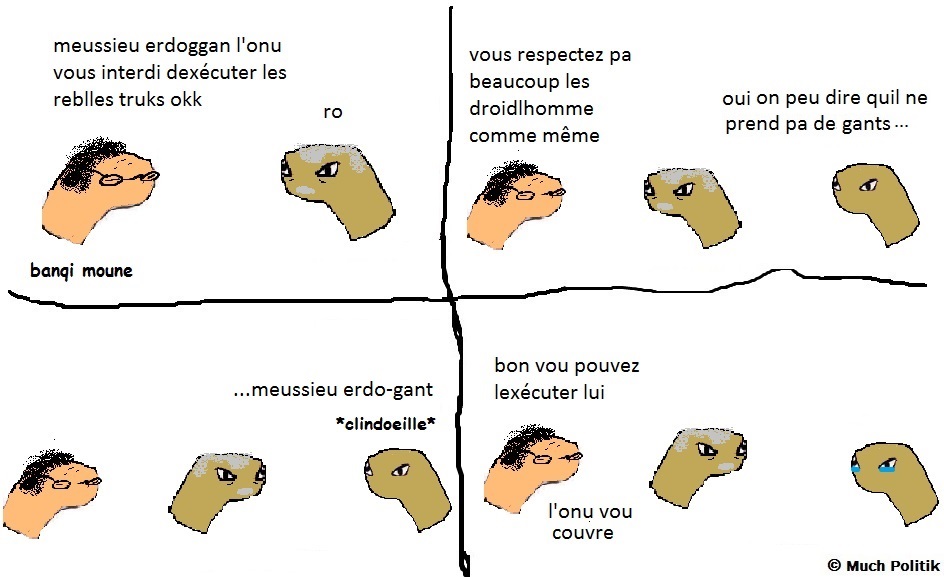 meussieu erdoggan l'onu
vous interdi dexécuter les
reblles truks okk
ro
banqi moune
vous respectez pa
beaucoup les
droidlhomme
comme même
oui on peu dire quil ne
prend pa de gants...
...meussieu erdo-gant
*clindoeille*
bon vou pouvez
lexécuter lui
l'onu vou
couvre
© Much Politik